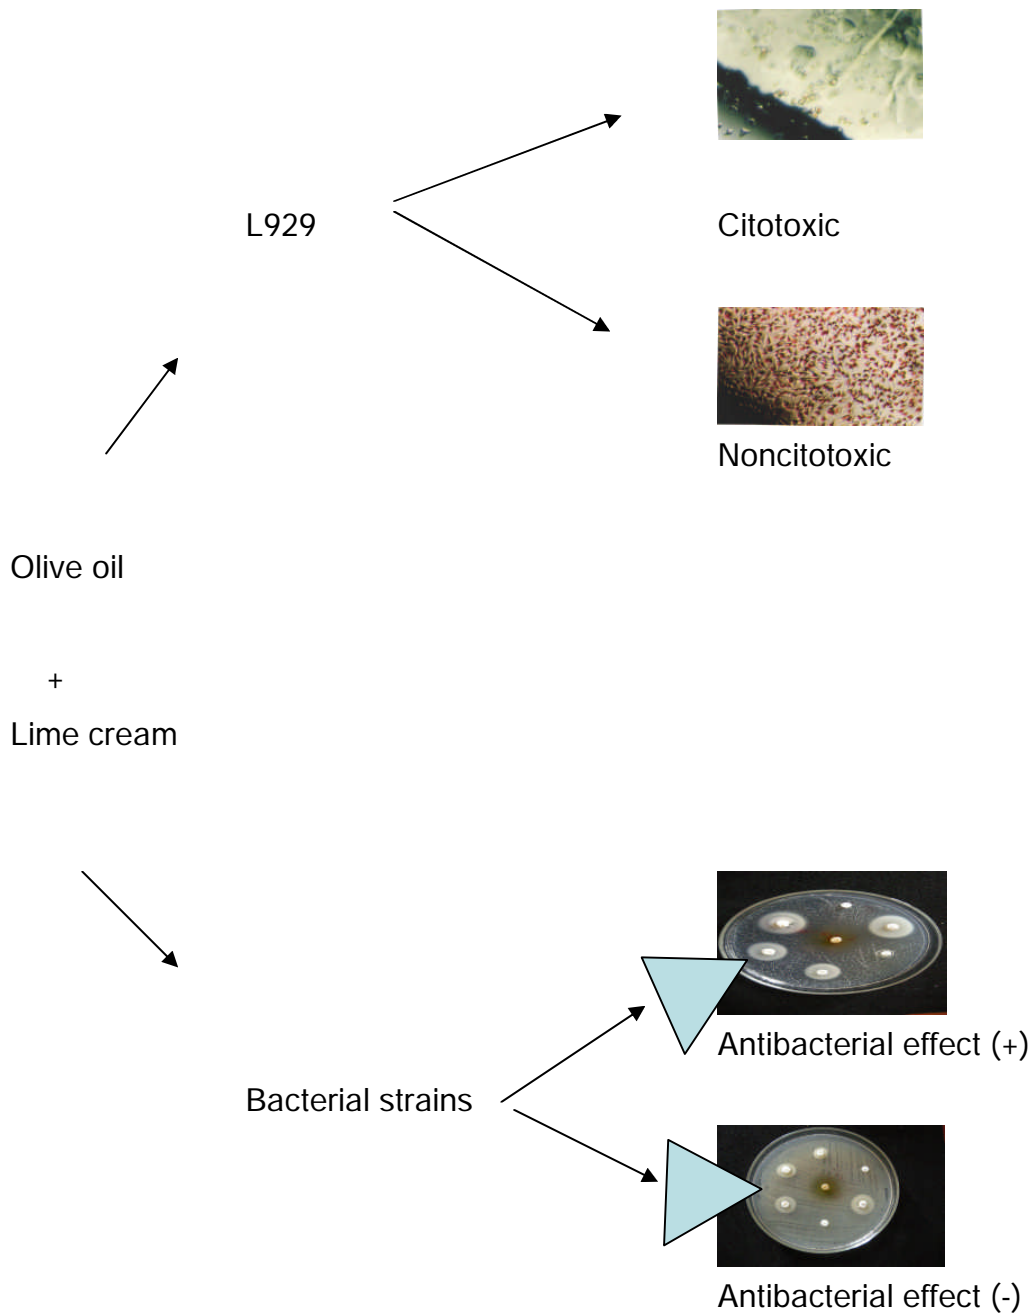 L929
Citotoxic
Noncitotoxic
Olive oil
+
Lime cream
Antibacterial effect (+)
Bacterial strains
Antibacterial effect (-)